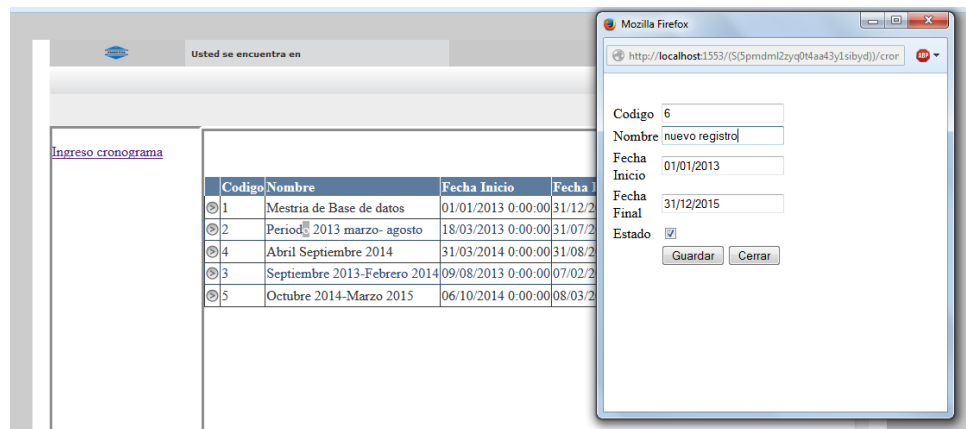 Usted se encuentra en
Ingreso cronograma
Codigo Nombre Fecha Inicio Fecha
1 Mestria de Base de datos 01/01/2013 0:00:00 31/12/2
2 Periodo 2013 marzo- agosto 18/03/2013 0:00:00 31/07/2
4 Abril Septiembre 2014 31/03/2014 0:00:00 31/08/2
3 Septiembre 2013-Febrero 2014 09/08/2013 0:00:00 07/02/2
5 Octubre 2014-Marzo 2015 06/10/2014 0:00:00 08/03/2
Mozilla Firefox
http://localhost:1553/(S(5pmdml2zyq0t4aa43y1sibyd))/cror
ABP
Codigo 6
Nombre nuevo registro
Fecha
Inicio 01/01/2013
Fecha
Final 31/12/2015
Estado
Guardar Cerrar